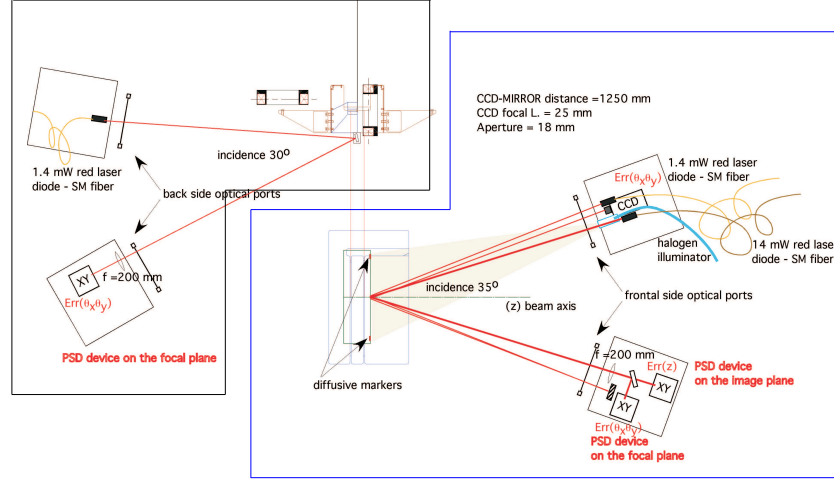 CCD-MIRROR distance =1250 mm
CCD focal L. = 25 mm
Aperture = 18 mm
incidence 30º
1.4 mW red laser
diode - SM fiber
back side optical ports
XY
f =200 mm
Err(θxθy)
PSD device on the focal plane
1.4 mW red laser
diode - SM fiber
Err(θxθy)
CCD
halogen
illuminator
14 mW red laser
diode - SM fiber
incidence 35º
(z) beam axis
frontal side optical ports
diffusive markers
f=200 mm
Err(z)
XY
PSD device
on the image plane
XY
Err(θxθy)
PSD device
on the focal plane